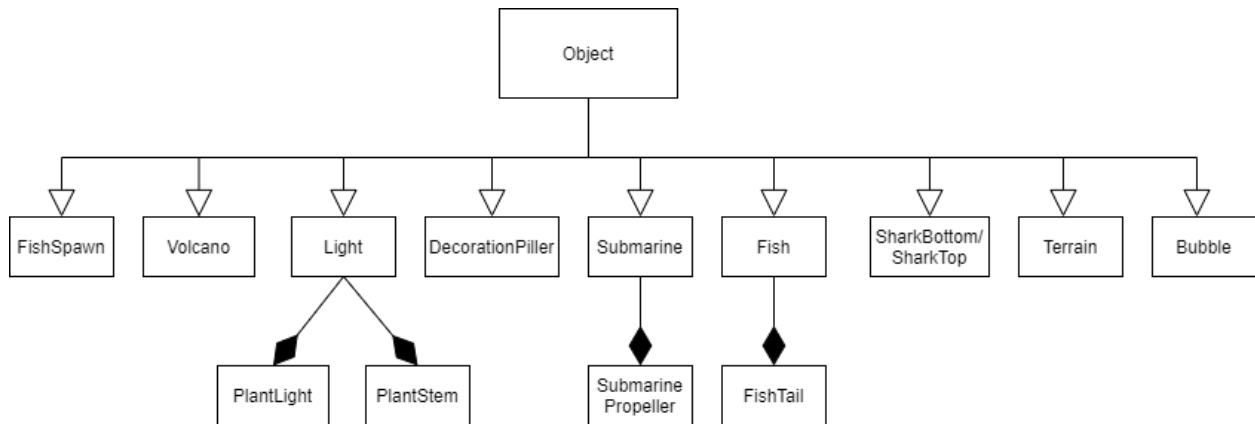 Object
FishSpawn
Volcano
Light
DecorationPiller
Submarine
Fish
SharkBottom/
SharkTop
Terrain
Bubble
PlantLight
PlantStem
Submarine
Propeller
FishTail